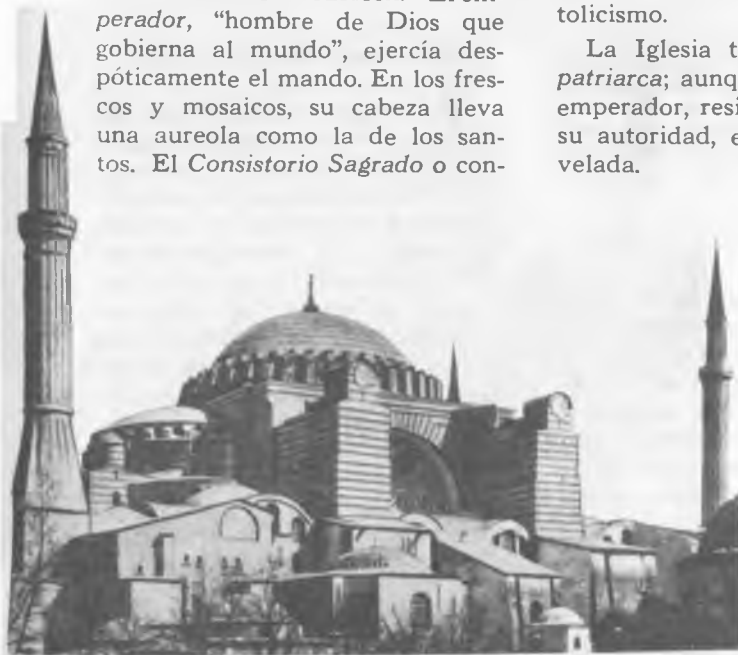 perador, “hombre de Dios que
gobierna al mundo”, ejercía des-
póticamente el mando. En los fres-
cos y mosaicos, su cabeza lleva
una aureola como la de los san-
tos. El Consistorio Sagrado o con-
tolicismo.
La Iglesia t
patriarca; aunq
emperador, resi
su autoridad, e
velada.